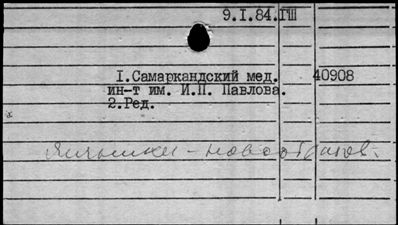 9.I.84.ГШ
I.Самаркандский мед. 40908
ин-т им. И.П. Павлова.
2.Ред.
Яичники - новообразов.